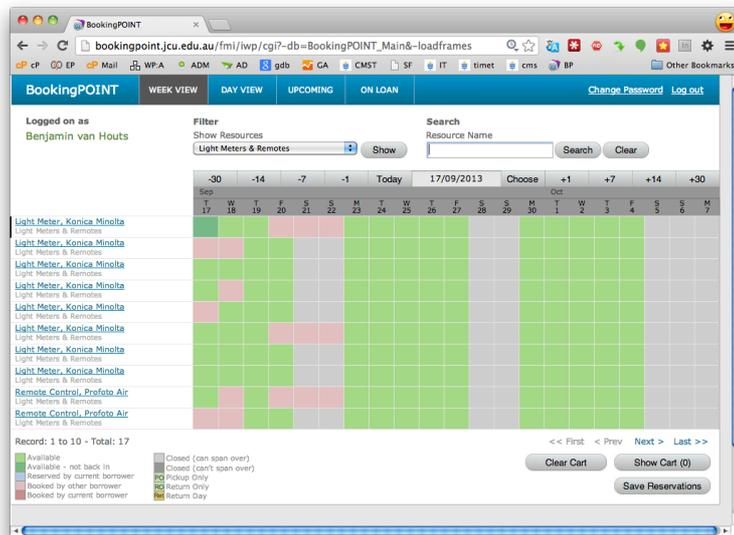 BookingPOINT
bookingpoint.jcu.edu.au/fmi/iwp/cgi?-db=BookingPOINT_Main&-loadframes
cP cP EP cP Mail WP:A ADM AD gdb GA CMST SF IT timet cms BP Other Bookmarks
BookingPOINT WEEK VIEW DAY VIEW UPCOMING ON LOAN Change Password Log out
Logged on as Filter Search
Benjamin van Houts Show Resources Resource Name
Light Meters & Remotes Show Search Clear
-30 -14 -7 -1 Today 17/09/2013 Choose +1 +7 +14 +30
Sep Oct
T W T F S S M T W T F S S M T W T F S S M
17 18 19 20 21 22 23 24 25 26 27 28 29 30 1 2 3 4 5 6 7
Light Meter, Konica Minolta
Light Meters & Remotes
Light Meter, Konica Minolta
Light Meters & Remotes
Light Meter, Konica Minolta
Light Meters & Remotes
Light Meter, Konica Minolta
Light Meters & Remotes
Light Meter, Konica Minolta
Light Meters & Remotes
Light Meter, Konica Minolta
Light Meters & Remotes
Light Meter, Konica Minolta
Light Meters & Remotes
Light Meter, Konica Minolta
Light Meters & Remotes
Remote Control, Profoto Air
Light Meters & Remotes
Remote Control, Profoto Air
Light Meters & Remotes
Record: 1 to 10 - Total: 17 << First < Prev Next > Last >>
Available Closed (can span over)
Available - not back in Closed (can't span over)
Reserved by current borrower PO Pickup Only
Booked by other borrower RO Return Only
Booked by current borrower Ret Return Day
Clear Cart Show Cart (0)
Save Reservations